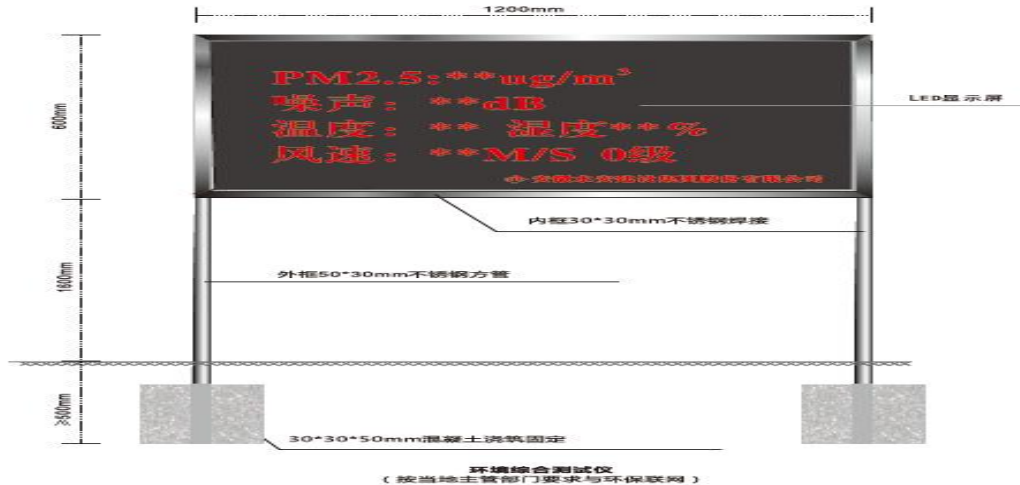 1200mm
PM2.5:**ug/m³
噪声：**dB
温度：** 湿度**%
风速：**M/S 0级
LED显示屏
600mm
内框30*30mm不锈钢焊接
外框50*30mm不锈钢方管
1600mm
≥500mm
30*30*50mm混凝土浇筑固定
环境综合测试仪
（按当地主管部门要求与环保联网）